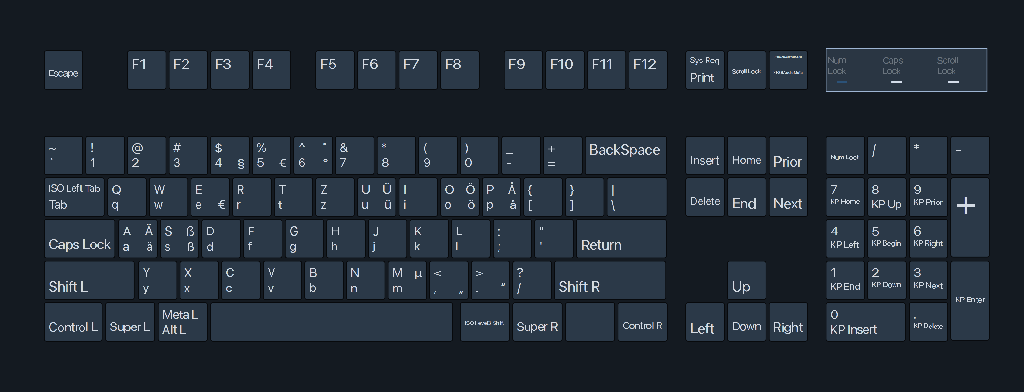 Escape F1 F2 F3 F4 F5 F6 F7 F8 F9 F10 F11 F12
Sys Req
Print
Scroll Lock
Num Lock
Caps Lock
Scroll Lock
~ ! @ # $ % ^ ° & * ( ) _ + BackSpace
` 1 2 3 4 § 5 € 6 ° 7 8 9 0 - =
Insert Home Prior
Num Lock / * -
ISO Left Tab Q W E R T Z U Ü I O Ö P Å { } |
Tab q w e € r t z u ü i o ö p å [ ] \
Delete End Next
7 8 9 +
KP Home KP Up KP Prior
Caps Lock A Ä S ß D F G H J K L : " Return
a ä s ß d f g h j k l ; '
4 5 6
KP Left KP Begin KP Right
Shift L Y X C V B N M µ < > ? Shift R
y x c v b n m , „ . “ /
Up
1 2 3 KP Enter
KP End KP Down KP Next
Control L Super L Meta L
Alt L
ISO Level3 Shift Super R Control R
Left Down Right
0 .
KP Insert KP Delete